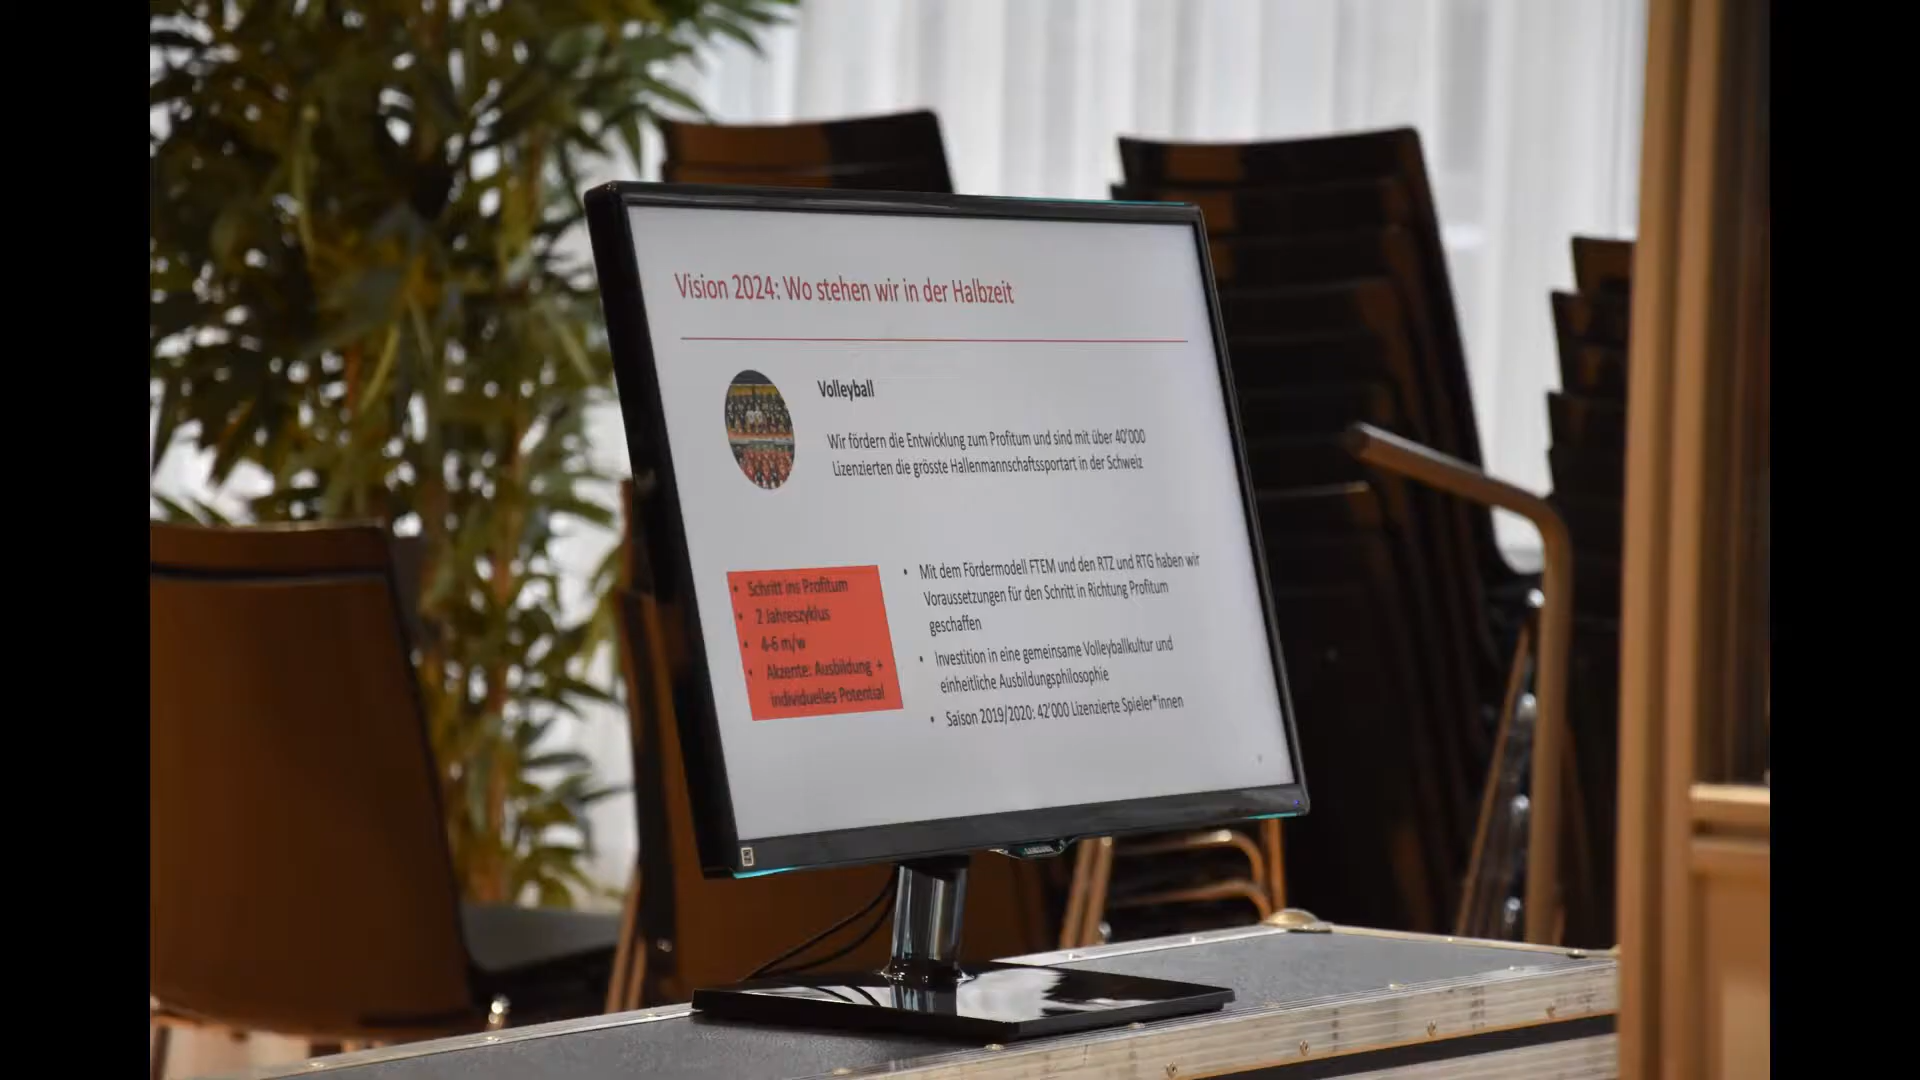 Vision 2024: Wo stehen wir in der Halbzeit
Volleyball
Wir fördern die Entwicklung zum Profitum und sind mit über 40'000
Lizenzierten die grösste Hallenmannschaftssportart in der Schweiz
• Schritt ins Profitum
• 2 Jahreszyklus
• 4-6 m/w
• Akzente: Ausbildung +
individuelles Potential
• Mit dem Fördermodell FTEM und den RTZ und RTG haben wir
Voraussetzungen für den Schritt in Richtung Profitum
geschaffen
• Investition in eine gemeinsame Volleyballkultur und
einheitliche Ausbildungsphilosophie
• Saison 2019/2020: 42'000 Lizenzierte Spieler*innen
SAMSUNG